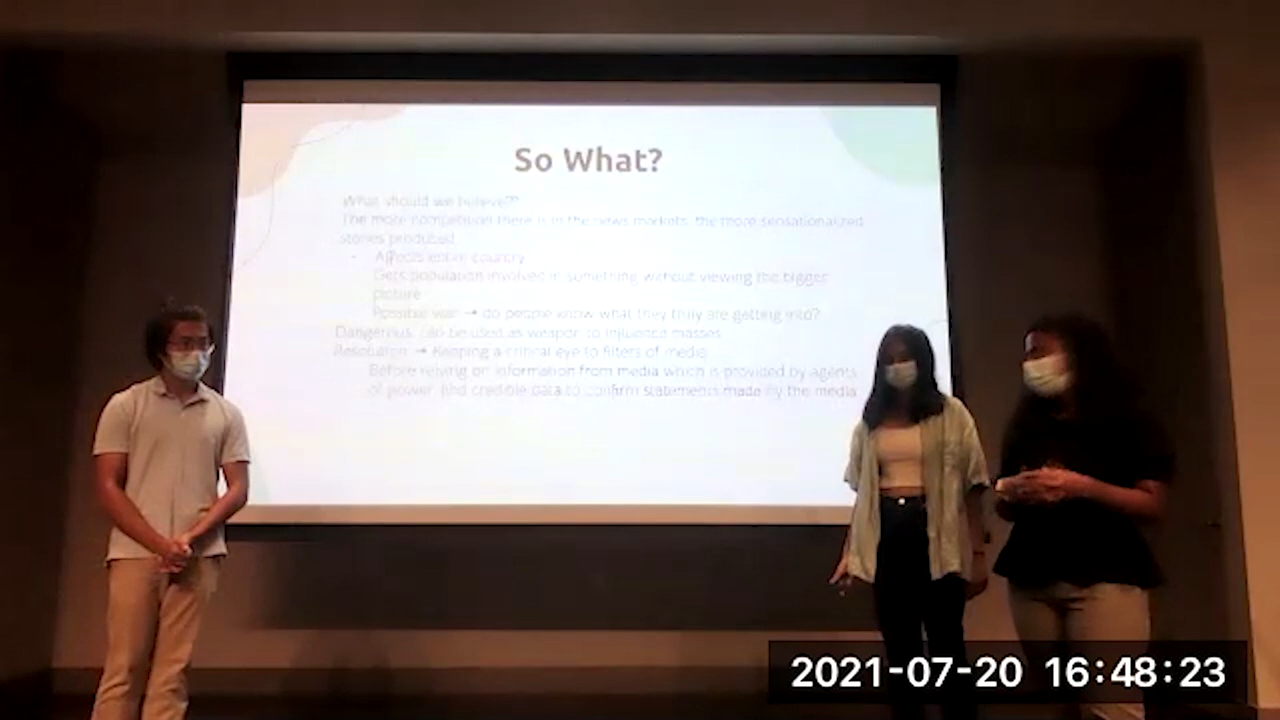 So What?
What should we believe??
The more competition there is in the news markets, the more sensationalized
stories produced
- Affects entire country
Gets population involved in something without viewing the bigger
picture
Possible war → do people know what they truly are getting into?
Dangerous, can be used as weapon to influence masses
Resolution → Keeping a critical eye to filters of media
Before relying on information from media which is provided by agents
of power, find credible data to confirm statements made by the media
2021-07-20 16:48:23